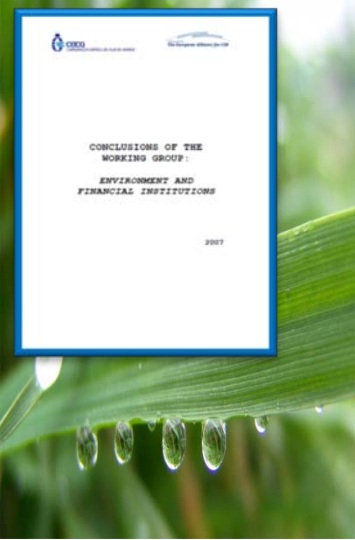 The European Alliance for CSR
CONCLUSIONS OF THE
WORKING GROUP:
ENVIRONMENT AND
FINANCIAL INSTITUTIONS
2007